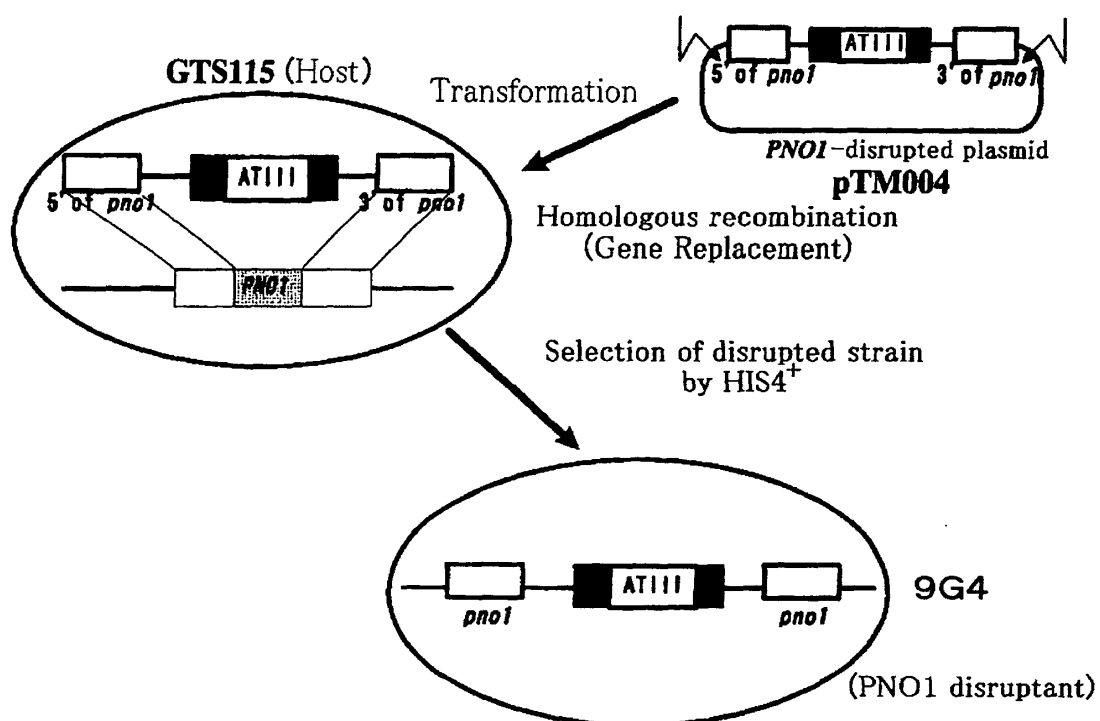 GTS115 (Host)
Transformation
ATIII
5' of pno1
3' of pno1
PNO1-disrupted plasmid
pTM004
ATIII
5' of pno1
3' of pno1
PNO1
Homologous recombination
(Gene Replacement)
Selection of disrupted strain
by HIS4+
ATIII
pno1
pno1
9G4
(PNO1 disruptant)